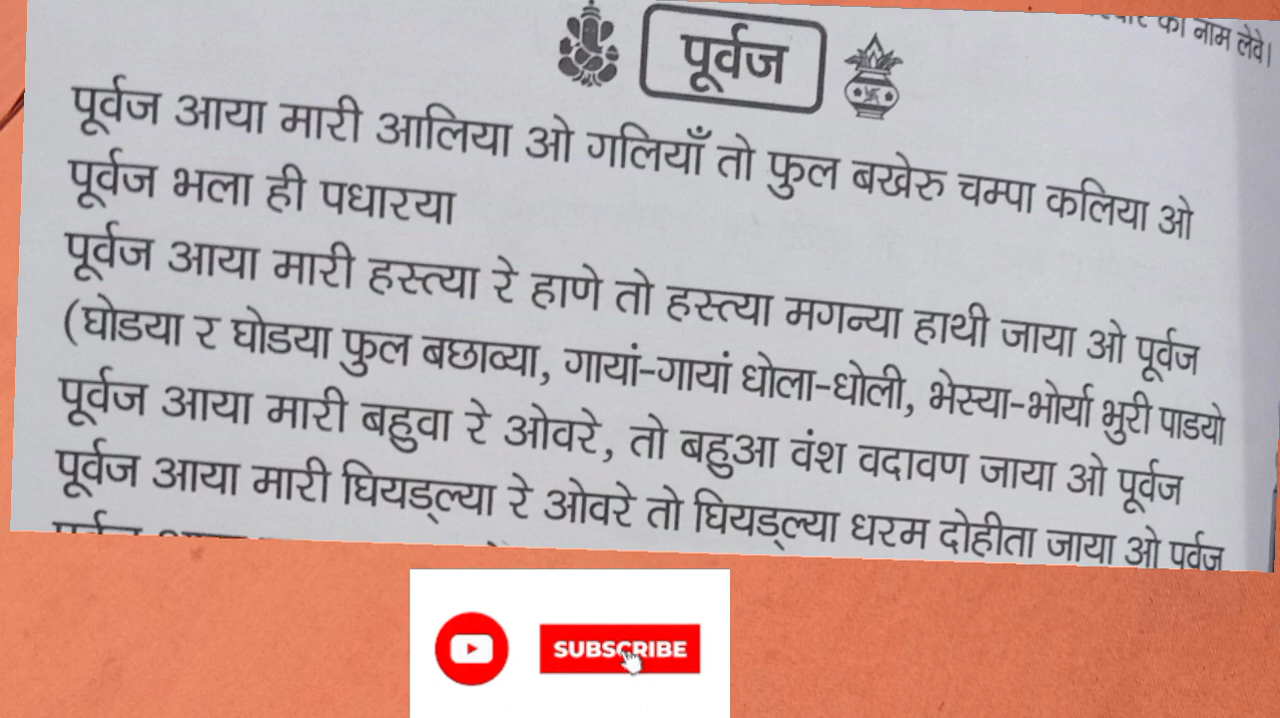 का नाम लेवे।
पूर्वज
पूर्वज आया मारी आलिया ओ गलियाँ तो फुल बखेरु चम्पा कलिया ओ
पूर्वज भला ही पधारया
पूर्वज आया मारी हस्त्या रे हाणे तो हस्त्या मगन्या हाथी जाया ओ पूर्वज
(घोडया र घोडया फुल बछाव्या, गायां-गायां धोला-धोली, भेस्या-भोर्या भुरी पाडयो
पूर्वज आया मारी बहुवा रे ओवरे, तो बहुआ वंश वदावण जाया ओ पूर्वज
पूर्वज आया मारी घियड्ल्या रे ओवरे तो घियड्ल्या धरम दोहीता जाया ओ पूर्वज
SUBSCRIBE